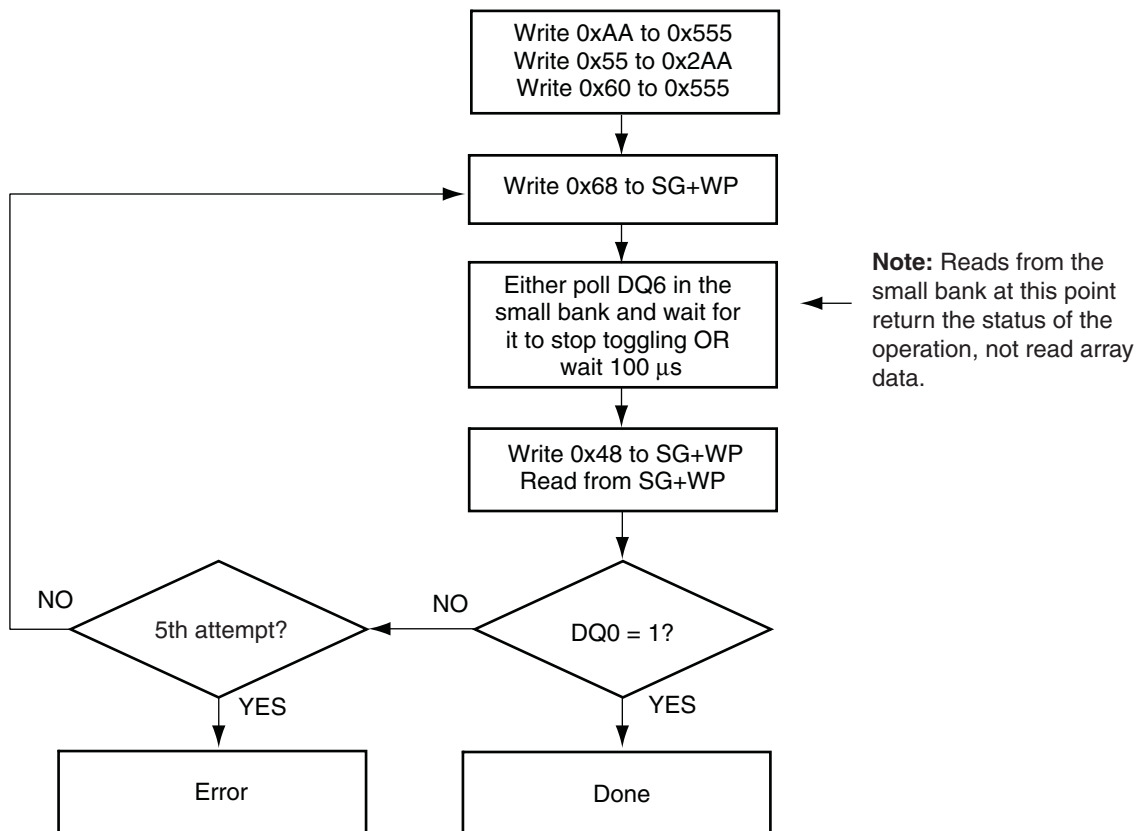 Write 0xAA to 0x555
Write 0x55 to 0x2AA
Write 0x60 to 0x555
Write 0x68 to SG+WP
Either poll DQ6 in the
small bank and wait for
it to stop toggling OR
wait 100 μs
Note: Reads from the
small bank at this point
return the status of the
operation, not read array
data.
Write 0x48 to SG+WP
Read from SG+WP
NO
5th attempt?
NO
DQ0 = 1?
YES
YES
Error
Done